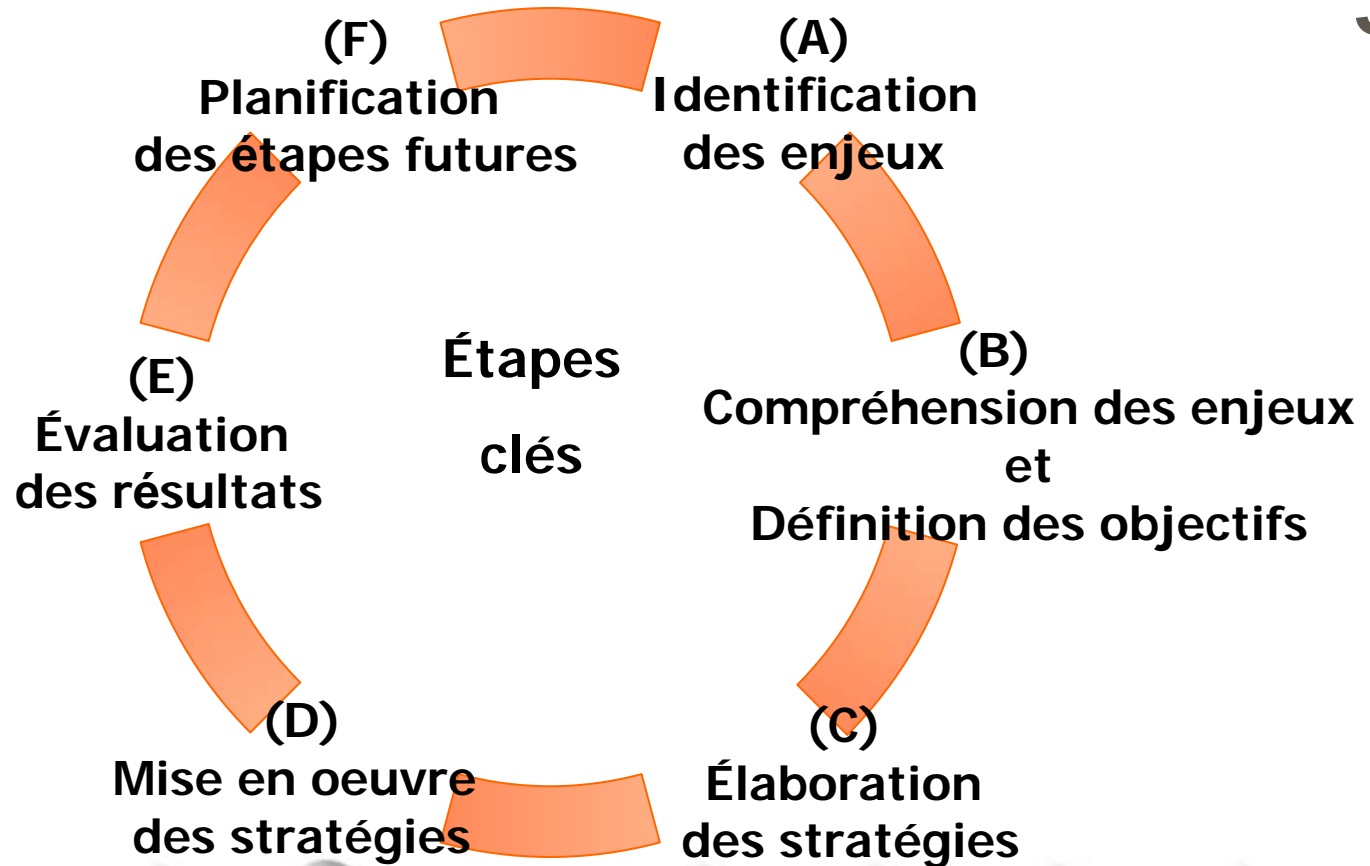 (A)
Identification
des enjeux
(B)
Compréhension des enjeux
et
Définition des objectifs
(C)
Élaboration
des stratégies
(D)
Mise en oeuvre
des stratégies
(E)
Évaluation
des résultats
(F)
Planification
des étapes futures
Étapes
clés